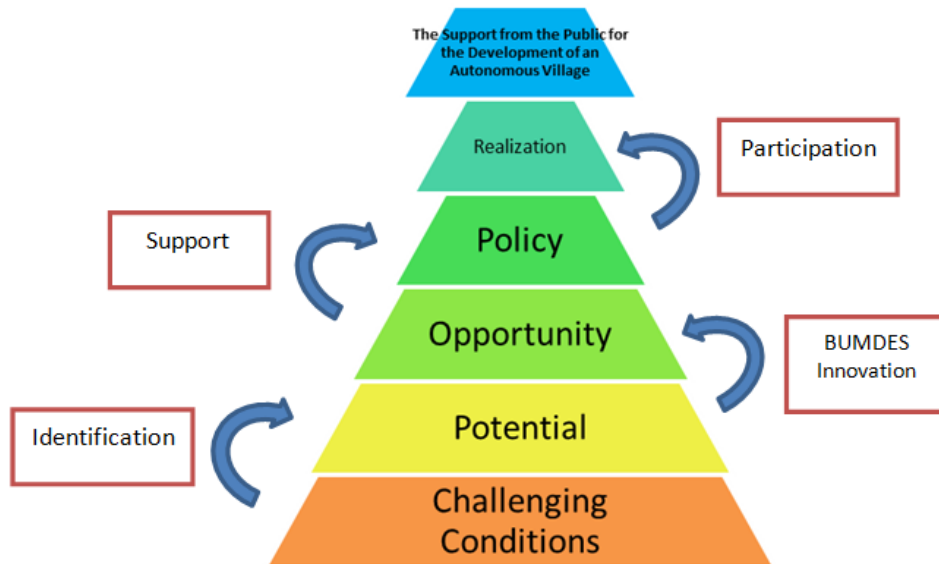 The Support from the Public for
the Development of an
Autonomous Village
Realization
Participation
Support
Policy
Opportunity
BUMDES
Innovation
Identification
Potential
Challenging
Conditions